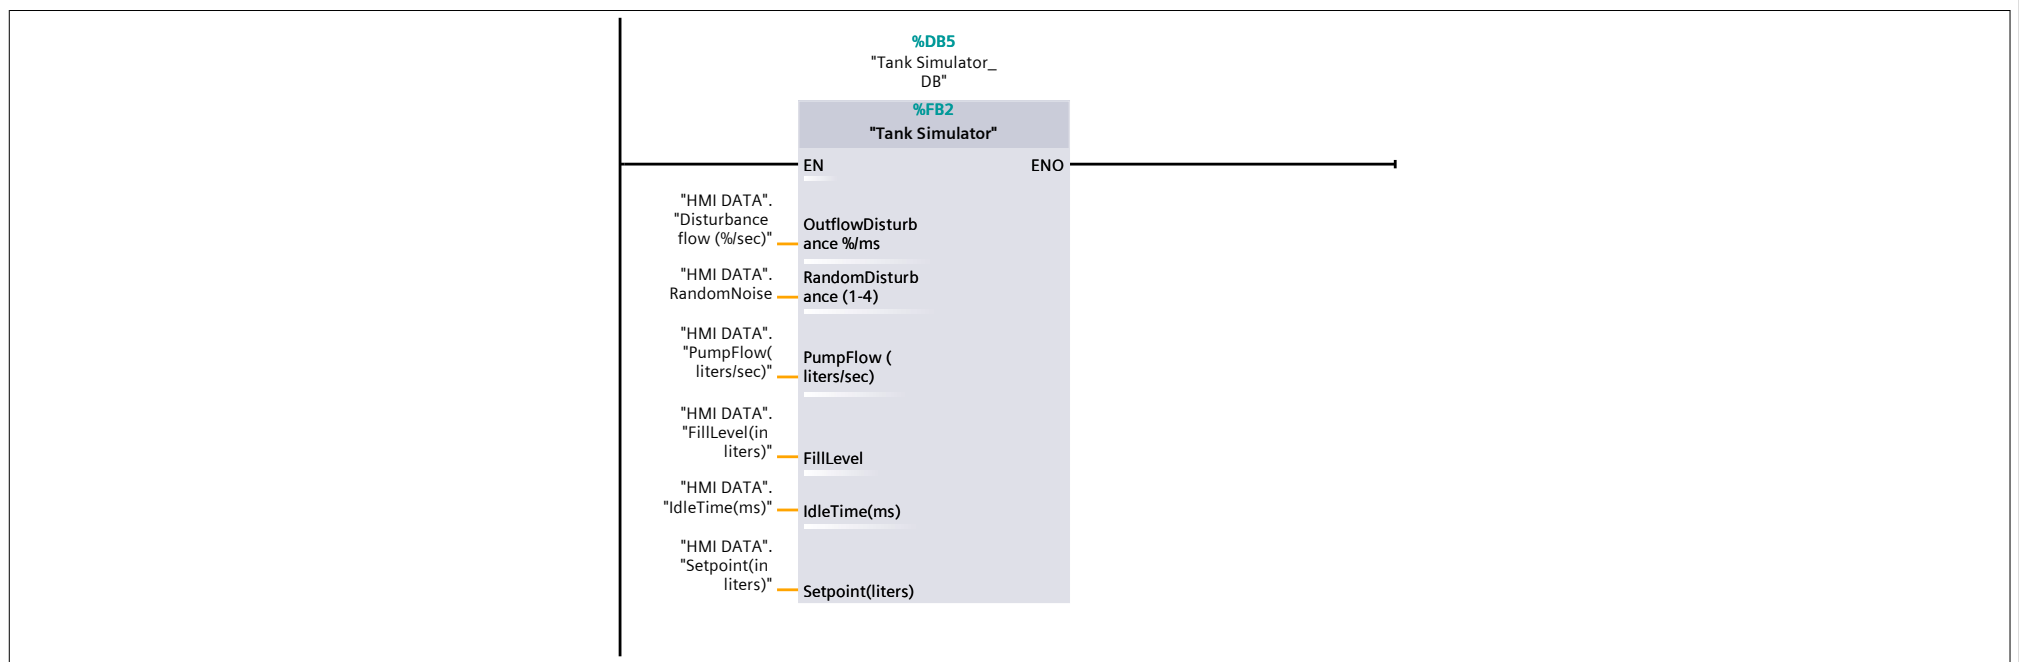 %DB5
"Tank Simulator_
DB"
%FB2
"Tank Simulator"
EN
ENO
"HMI DATA".
"Disturbance
flow (%/sec)"
OutflowDisturb
ance %/ms
"HMI DATA".
RandomNoise
RandomDisturb
ance (1-4)
"HMI DATA".
"PumpFlow(
liters/sec)"
PumpFlow (
liters/sec)
"HMI DATA".
"FillLevel(in
liters)"
FillLevel
"HMI DATA".
"IdleTime(ms)"
IdleTime(ms)
"HMI DATA".
"Setpoint(in
liters)"
Setpoint(liters)